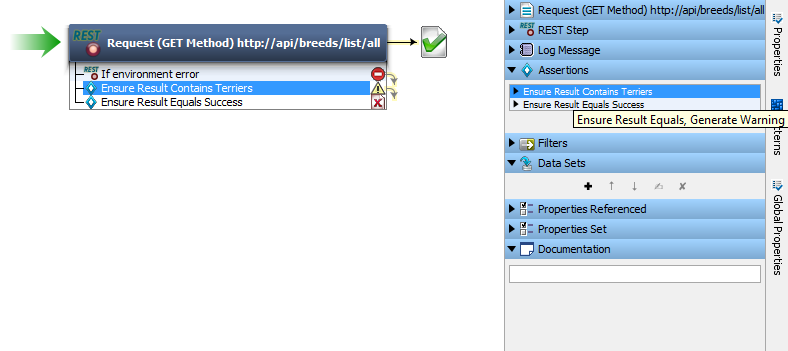 REST
Request (GET Method) http://api/breeds/list/all
REST
If environment error
Ensure Result Contains Terriers
Ensure Result Equals Success
Request (GET Method) http://api/breeds/list/all
REST
REST Step
Log Message
Assertions
Ensure Result Contains Terriers
Ensure Result Equals Success
Ensure Result Equals, Generate Warning
Filters
Data Sets
Properties Referenced
Properties Set
Documentation
Properties
Global Properties